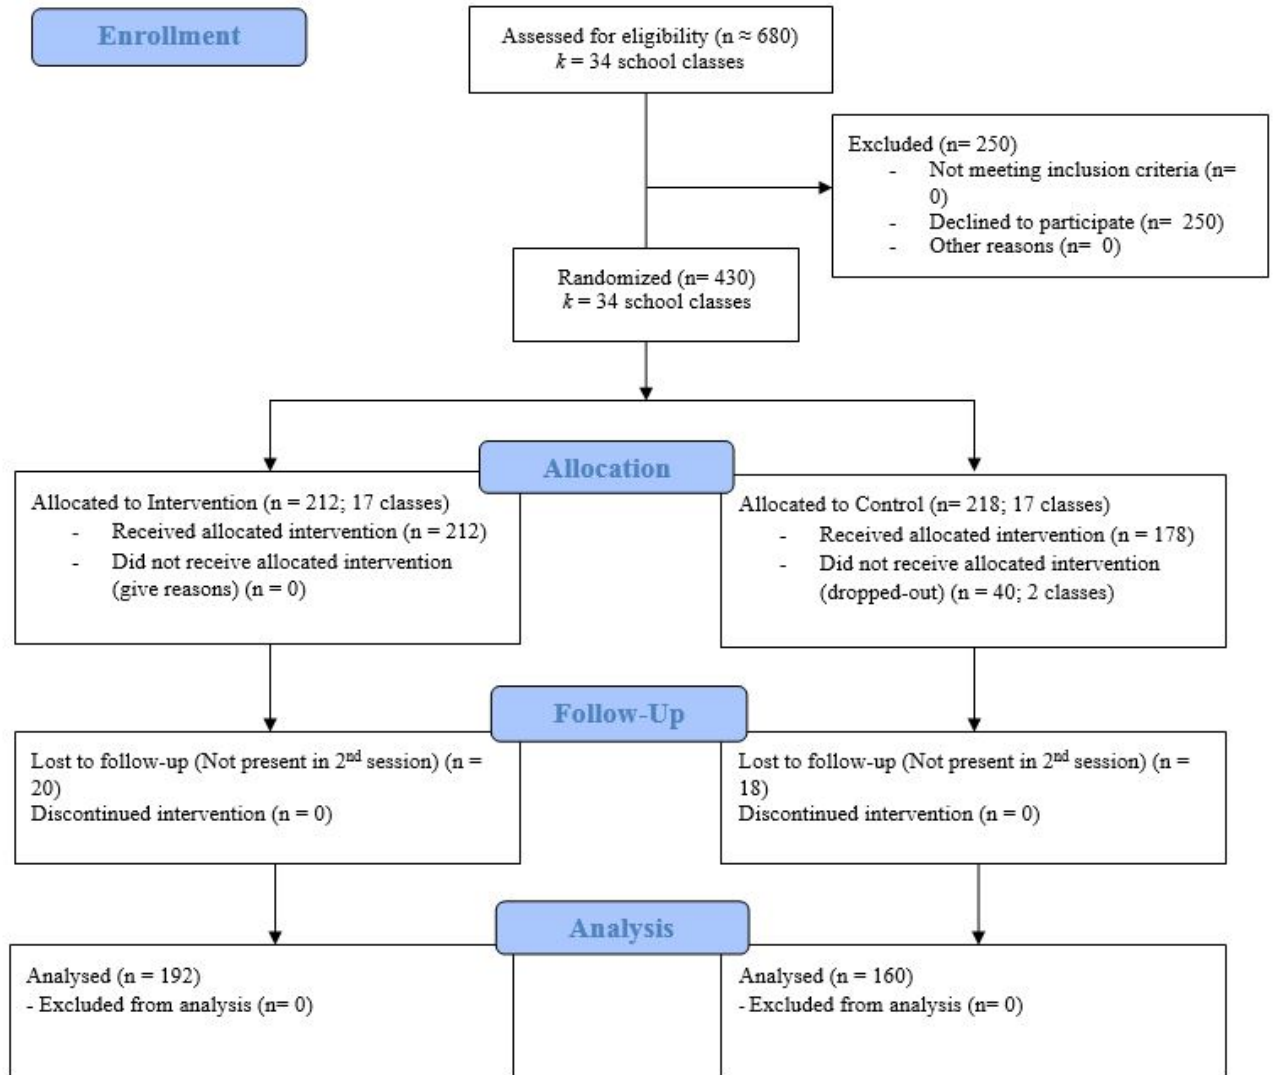 Enrollment
Assessed for eligibility (n ≈ 680)
k = 34 school classes
Excluded (n= 250)
- Not meeting inclusion criteria (n=
0)
- Declined to participate (n=  250)
- Other reasons (n=  0)
Randomized (n= 430)
k = 34 school classes
Allocation
Allocated to Intervention (n = 212; 17 classes)
- Received allocated intervention (n = 212)
- Did not receive allocated intervention
(give reasons) (n = 0)
Allocated to Control (n= 218; 17 classes)
- Received allocated intervention (n = 178)
- Did not receive allocated intervention
(dropped-out) (n = 40; 2 classes)
Follow-Up
Lost to follow-up (Not present in 2nd session) (n =
20)
Discontinued intervention (n = 0)
Lost to follow-up (Not present in 2nd session) (n =
18)
Discontinued intervention (n = 0)
Analysis
Analysed (n = 192)
- Excluded from analysis (n= 0)
Analysed (n = 160)
- Excluded from analysis (n= 0)